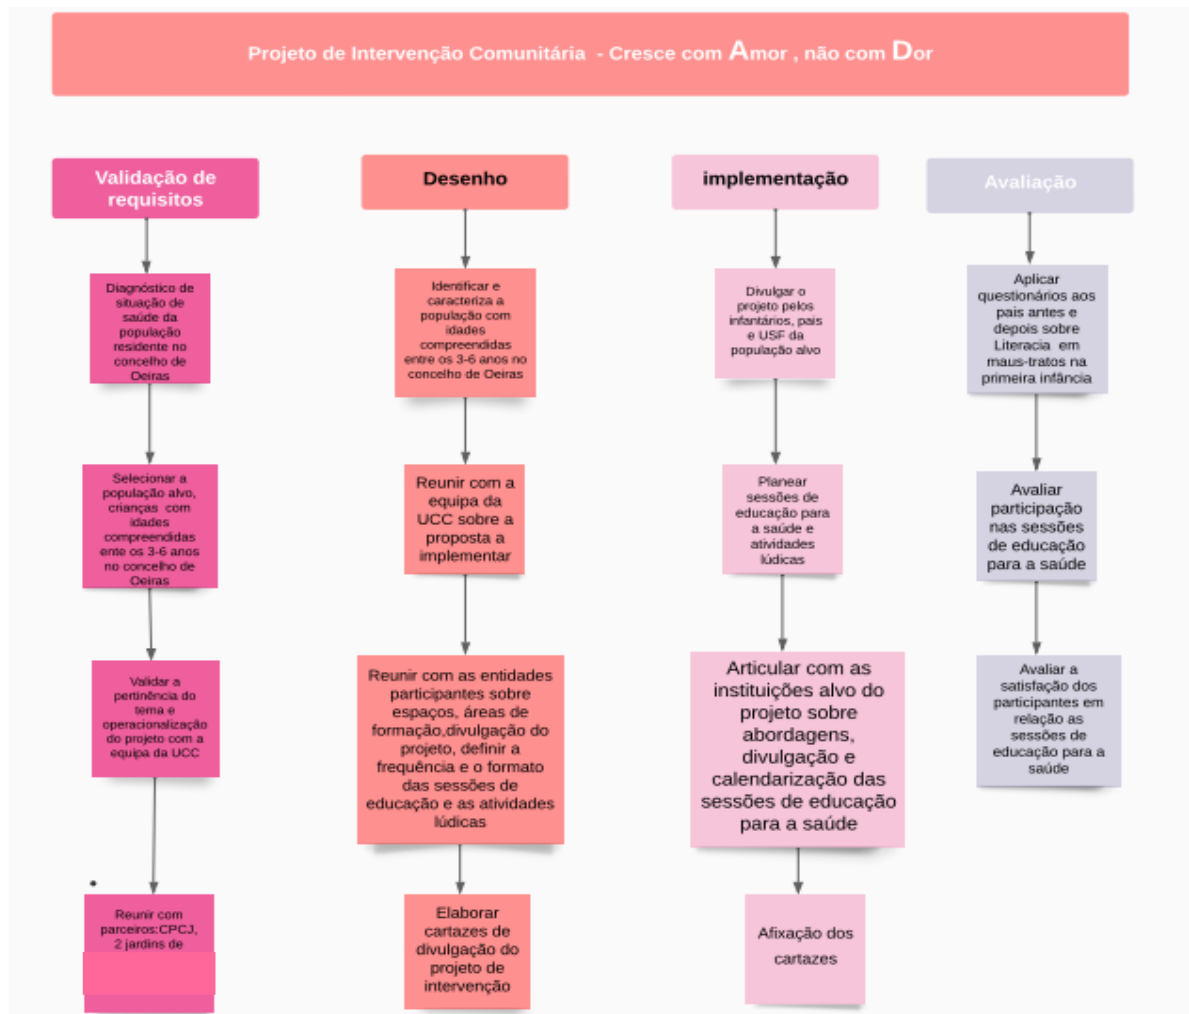 Projeto de Intervenção Comunitária - Cresce com Amor , não com Dor
Validação de
requisitos
Diagnóstico de
situação de
saúde da
população
residente no
concelho de
Oeiras
Selecionar a
população alvo,
crianças com
idades
compreendidas
ente os 3-6 anos
no concelho de
Oeiras
Validar a
pertinência do
tema e
operacionalização
do projeto com a
equipa da UCC
Reunir com
parceiros:CPCJ,
2 jardins de
Desenho
Identificar e
caracteriza a
população com
idades
compreendidas
entre os 3-6 anos no
concelho de Oeiras
Reunir com a
equipa da
UCC sobre a
proposta a
implementar
Reunir com as entidades
participantes sobre
espaços, áreas de
formação,divulgação do
projeto, definir a
frequência e o formato
das sessões de
educação e as atividades
lúdicas
Elaborar
cartazes de
divulgação do
projeto de
intervenção
implementação
Divulgar o
projeto pelos
infantários, pais
e USF da
população alvo
Planear
sessões de
educação para
a saúde e
atividades
lúdicas
Articular com as
instituições alvo do
projeto sobre
abordagens,
divulgação e
calendarização das
sessões de educação
para a saúde
Afixação dos
cartazes
Avaliação
Aplicar
questionários aos
pais antes e
depois sobre
Literacia em
maus-tratos na
primeira infância
Avaliar
participação
nas sessões
de educação
para a saúde
Avaliar a
satisfação dos
participantes em
relação as
sessões de
educação para a
saúde